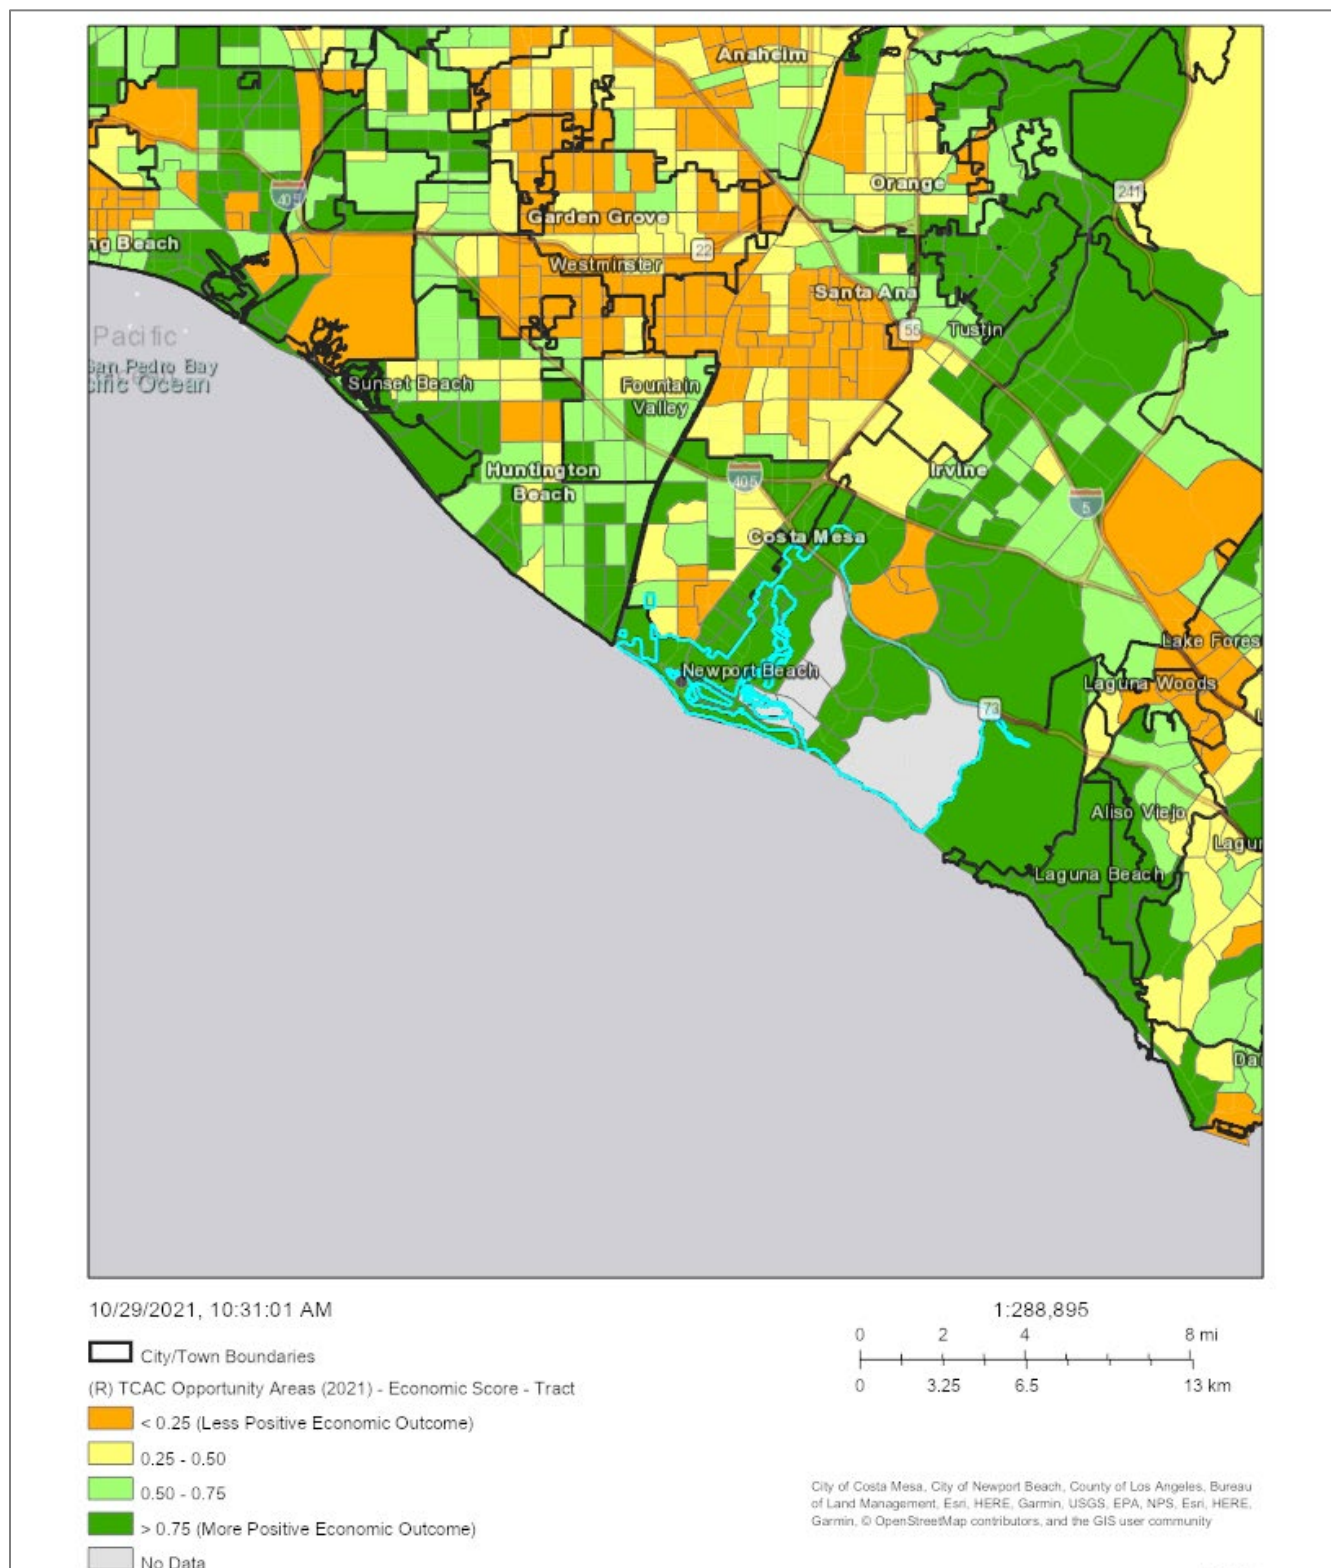 Anaheim
Orange
241
405
Garden Grove
ng Beach
22
Westminster
Santa Ana
55
Tustin
Pacific
San Pedro Bay
cific Ocean
Sunset Beach
Fountain
Valley
Huntington
Beach
405
Irvine
5
Costa Mesa
Lake Fores
Newport Beach
Laguna Woods
L
73
Aliso Viejo
Lagur
Laguna Beach
Da
10/29/2021, 10:31:01 AM
1:288,895
0 2 4 8 mi
0 3.25 6.5 13 km
City/Town Boundaries
(R) TCAC Opportunity Areas (2021) - Economic Score - Tract
< 0.25 (Less Positive Economic Outcome)
0.25 - 0.50
0.50 - 0.75
> 0.75 (More Positive Economic Outcome)
No Data
City of Costa Mesa, City of Newport Beach, County of Los Angeles, Bureau
of Land Management, Esri, HERE, Garmin, USGS, EPA, NPS, Esri, HERE,
Garmin, © OpenStreetMap contributors, and the GIS user community